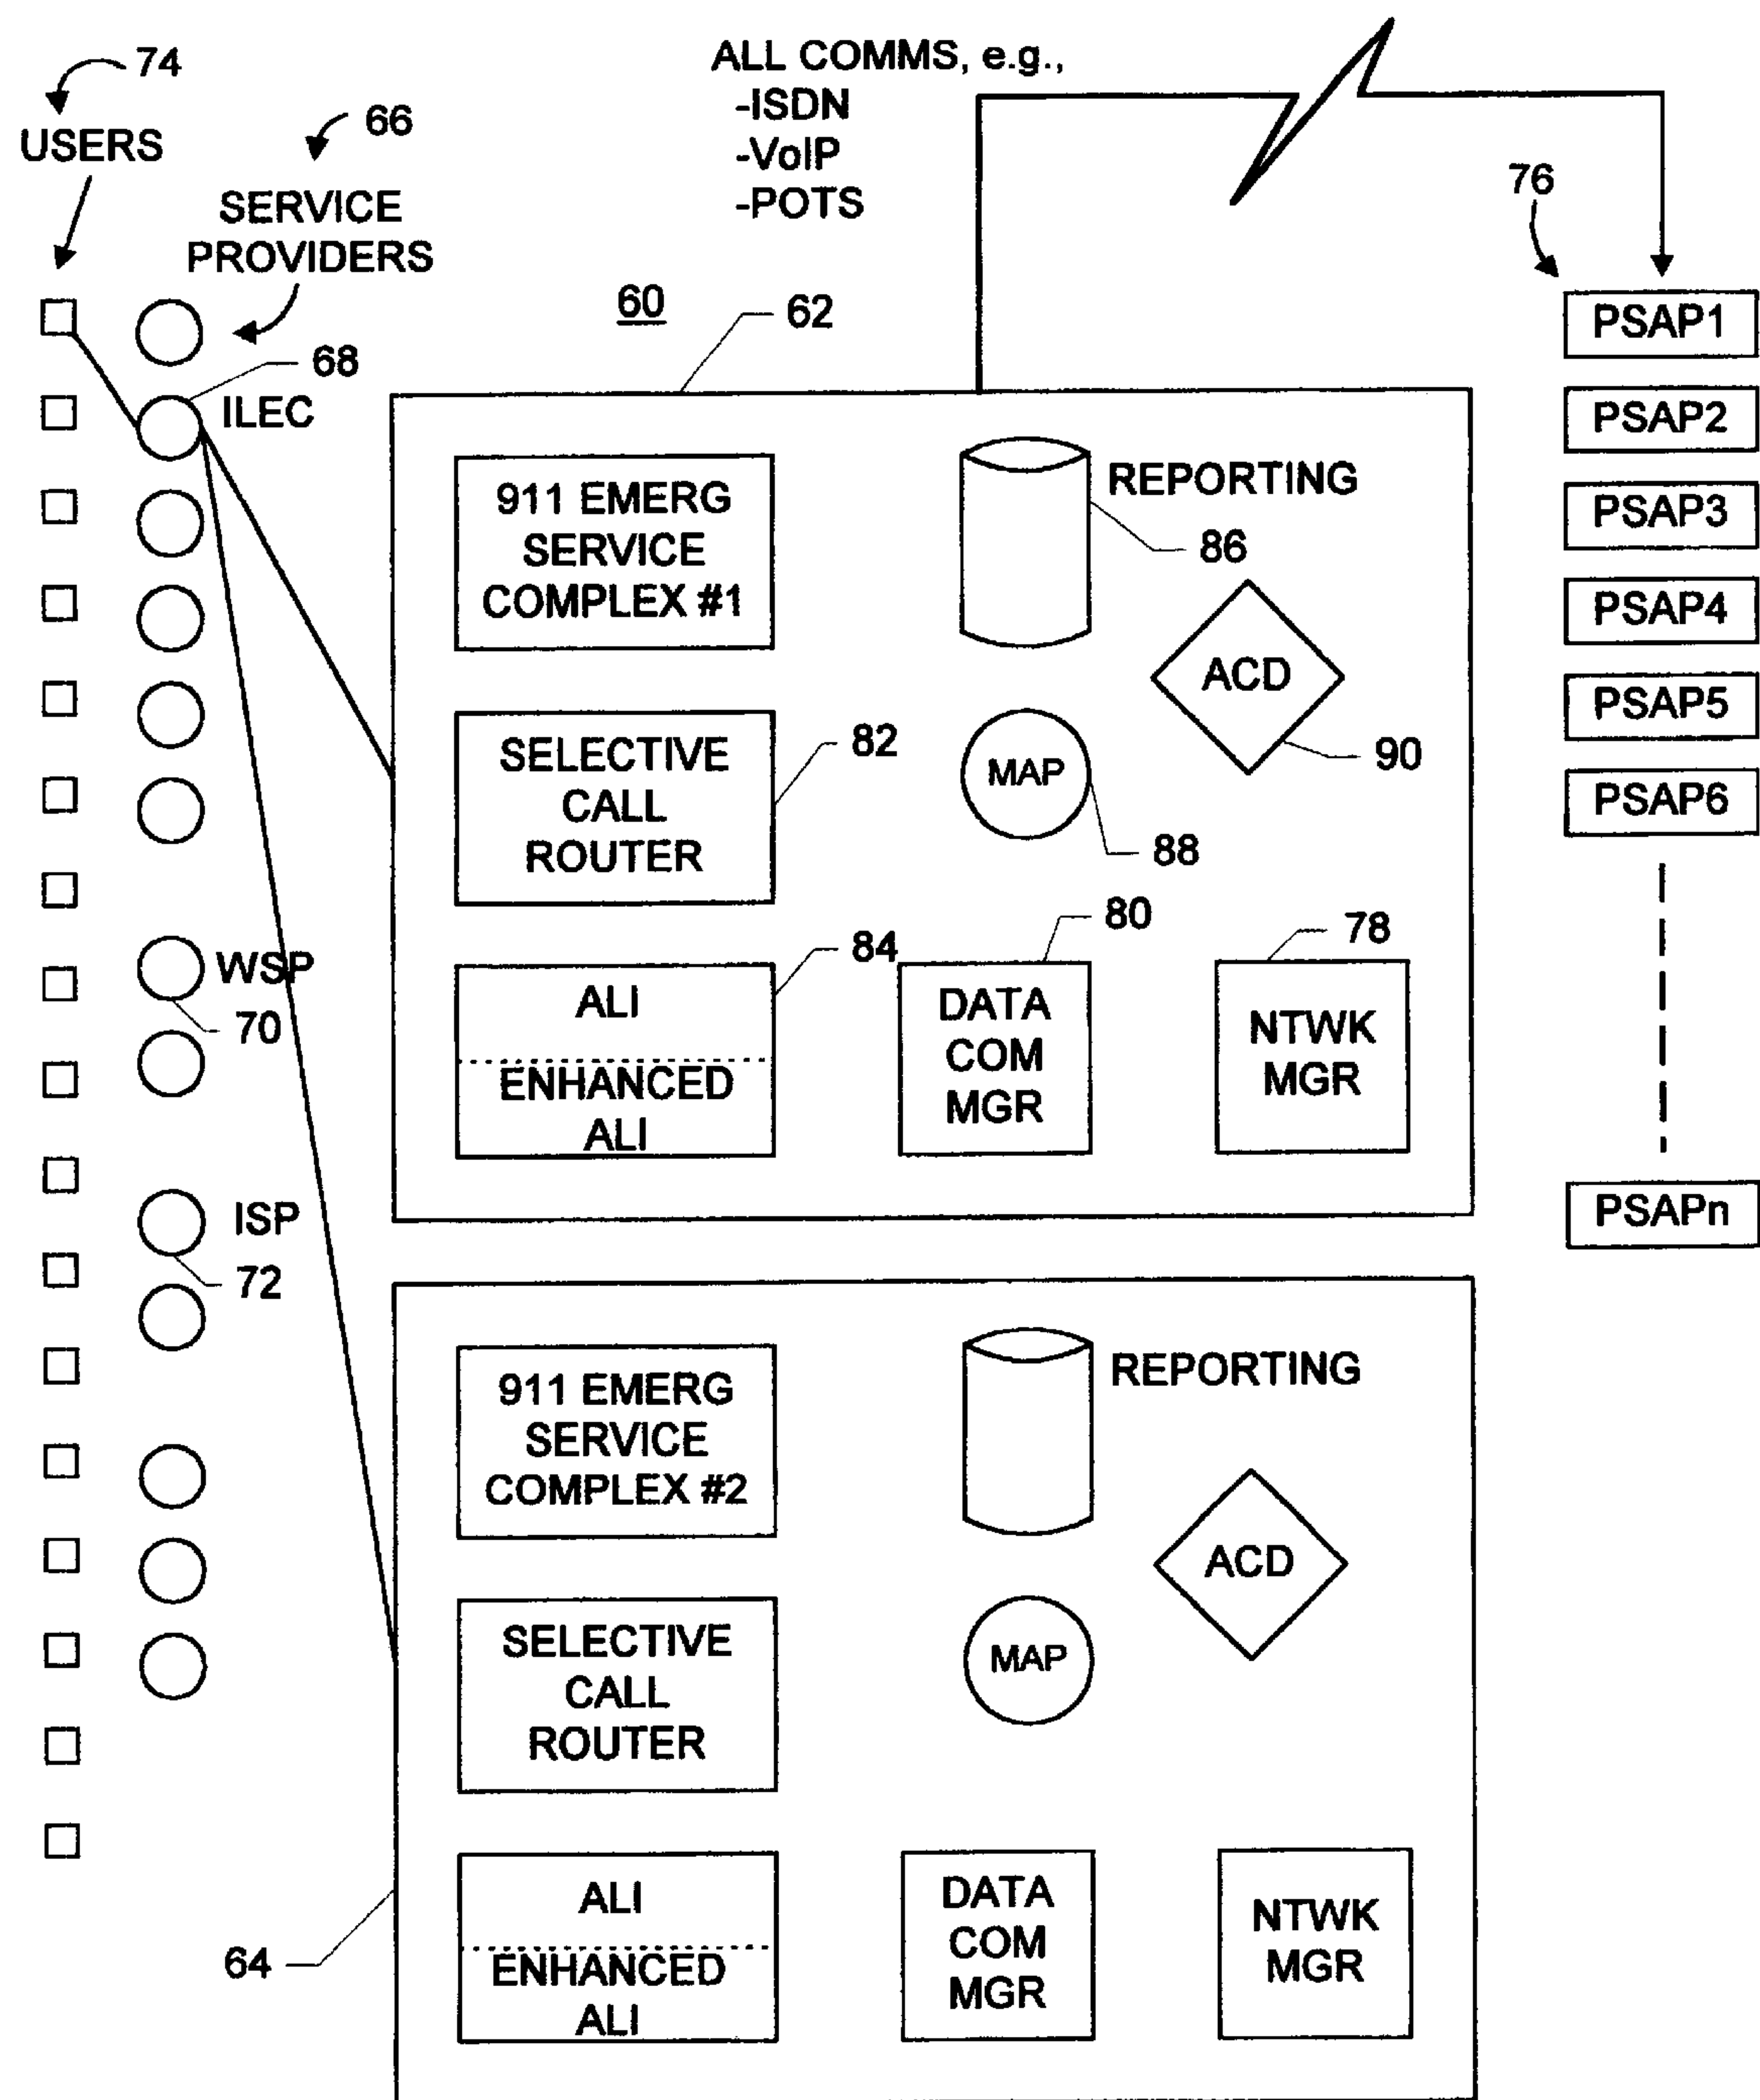 74
USERS
66
SERVICE
PROVIDERS
ALL COMMS, e.g.,
-ISDN
-VoIP
-POTS
76
60
62
68
ILEC
WSP
70
ISP
72
911 EMERG
SERVICE
COMPLEX #1
REPORTING
86
ACD
90
SELECTIVE
CALL
ROUTER
82
MAP
88
ALI
ENHANCED
ALI
84
DATA
COM
MGR
80
NTWK
MGR
78
PSAP1
PSAP2
PSAP3
PSAP4
PSAP5
PSAP6
PSAPn
911 EMERG
SERVICE
COMPLEX #2
REPORTING
ACD
SELECTIVE
CALL
ROUTER
MAP
64
ALI
ENHANCED
ALI
DATA
COM
MGR
NTWK
MGR